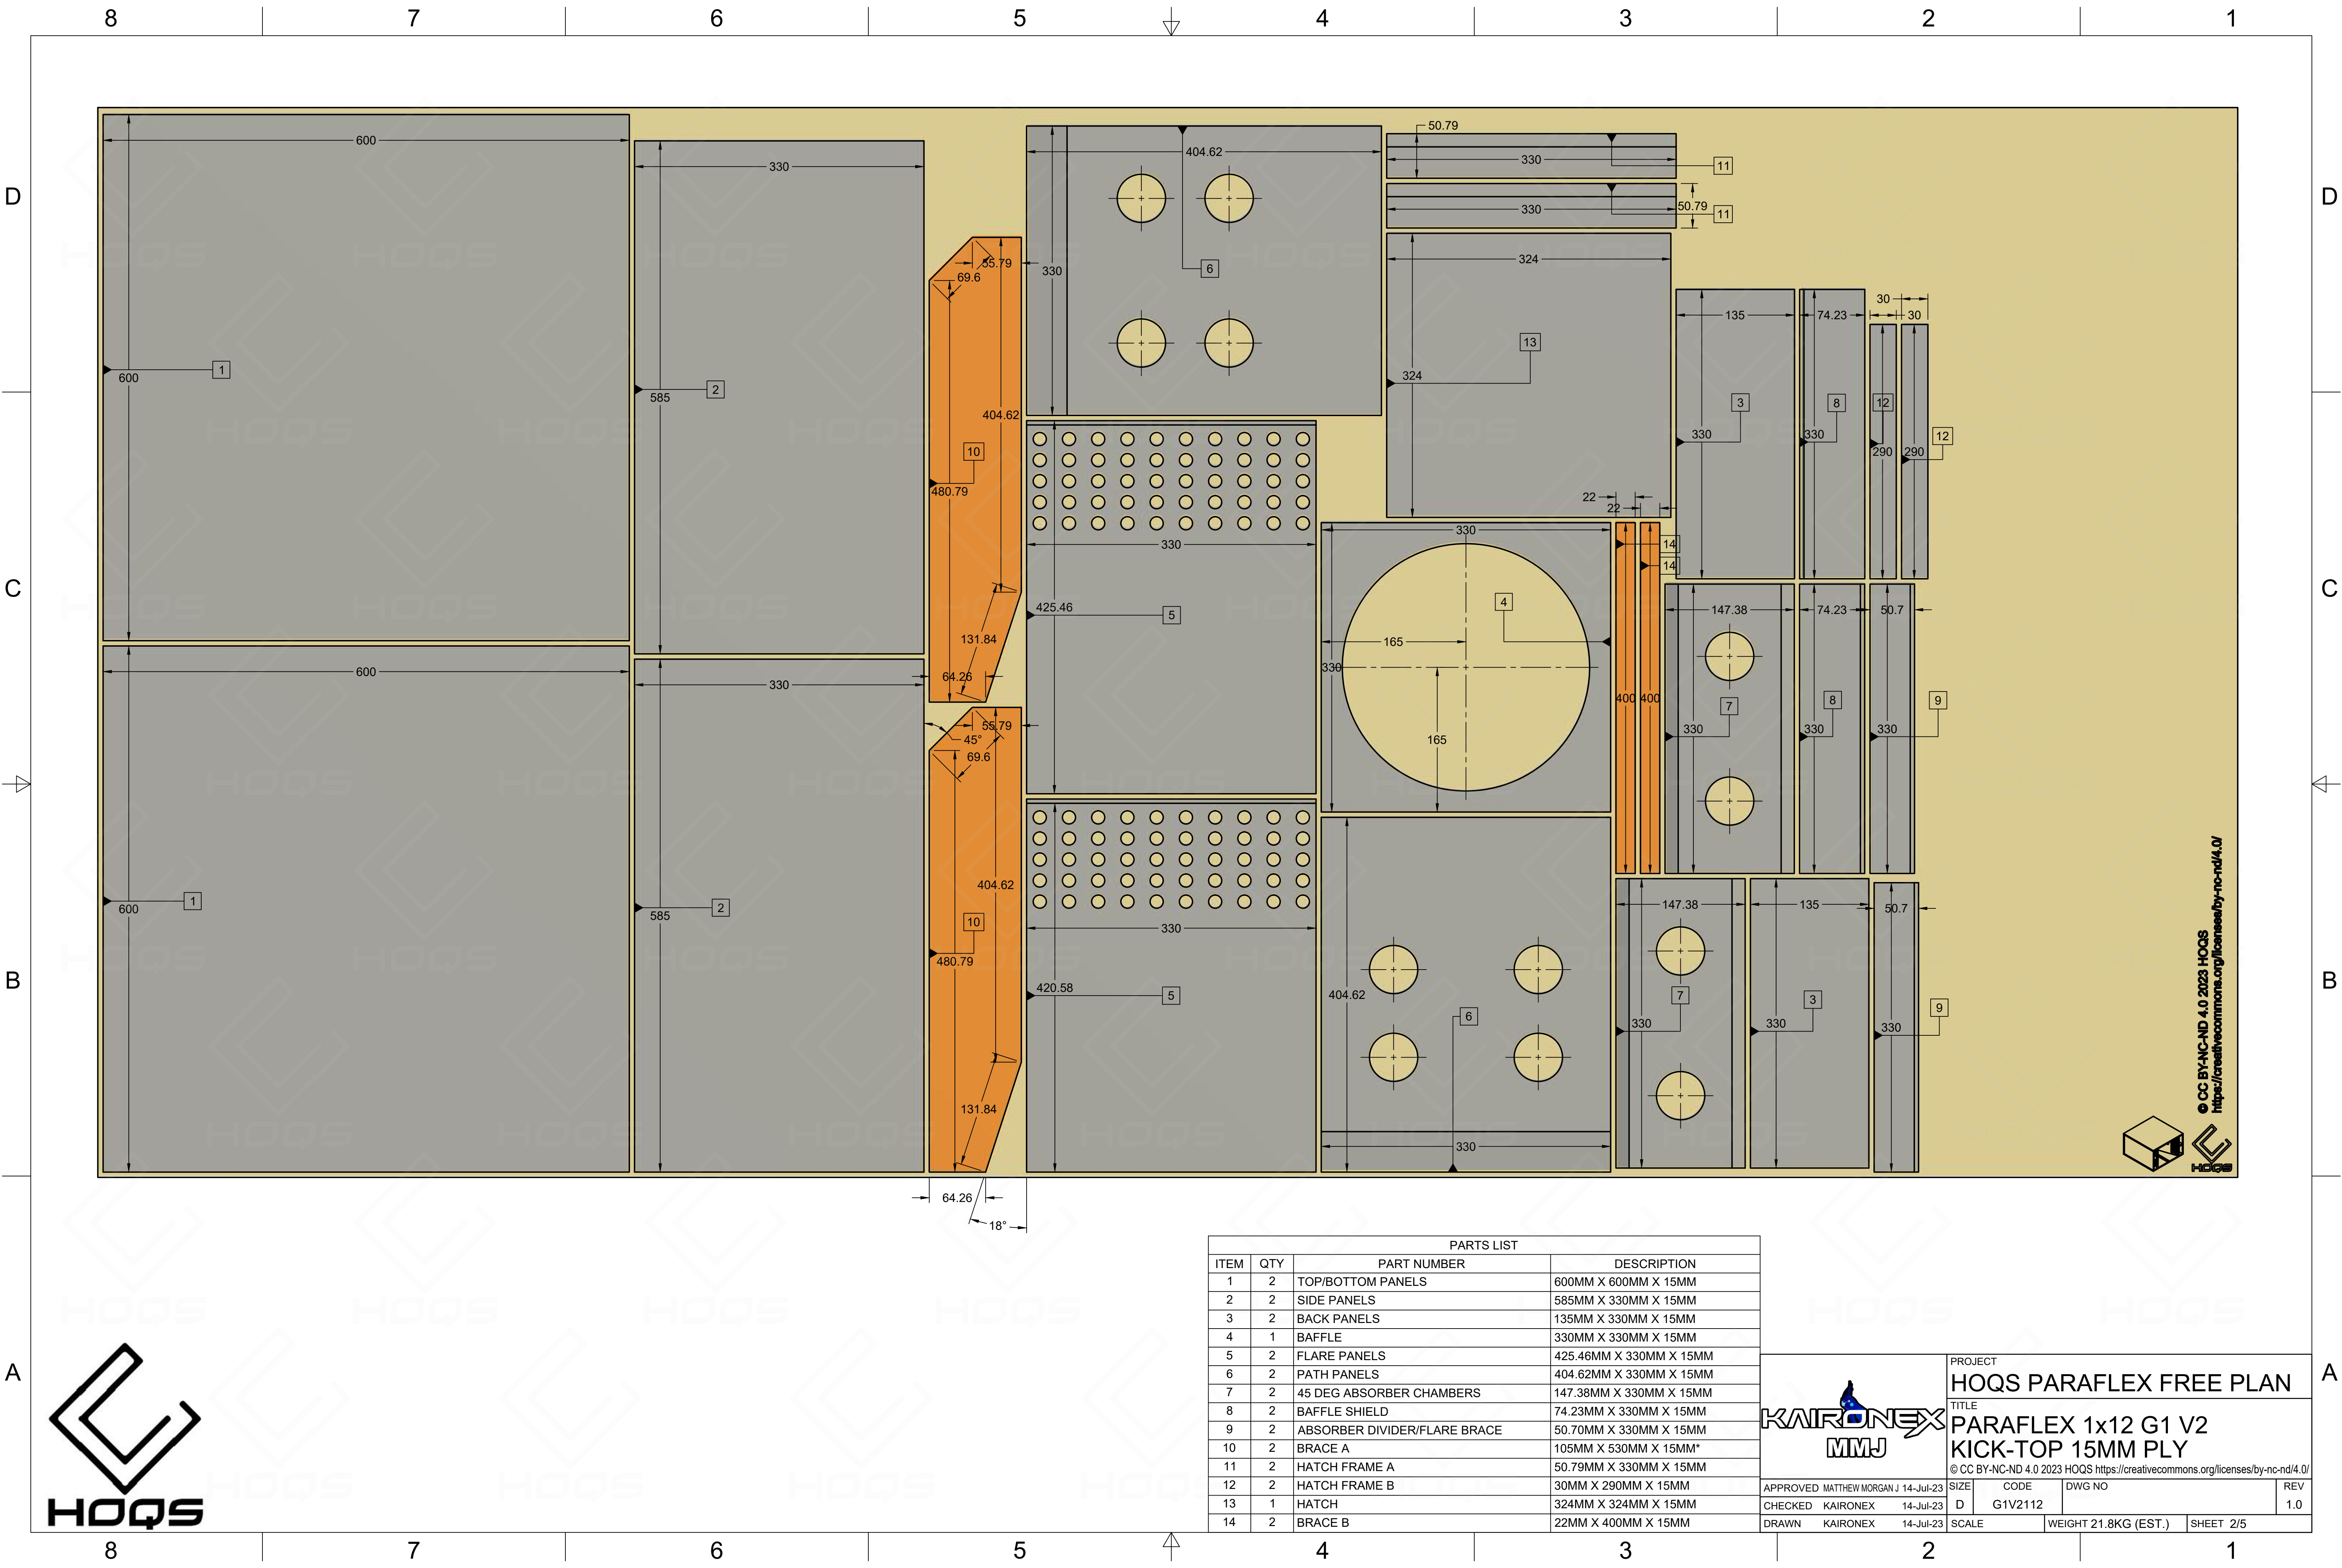 8 7 6 5 4 3 2 1
D
D
C
C
B
B
A
A
600
600
1
330
585
2
55.79
69.6
404.62
10
480.79
131.84
64.26
404.62
330
6
50.79
330
11
330
50.79
11
324
324
13
135
330
3
74.23
330
8
30
30
12
290
290
12
425.46
330
5
330
330
165
165
4
22
22
14
14
400
400
147.38
330
7
74.23
330
8
50.7
330
9
600
600
1
330
585
2
55.79
45°
69.6
404.62
10
480.79
131.84
64.26
18°
330
420.58
5
404.62
330
6
147.38
330
7
135
330
3
50.7
330
9
© CC BY-NC-ND 4.0 2023 HOQS
https://creativecommons.org/licenses/by-nc-nd/4.0/
HOQS
HOQS
PARTS LIST
ITEM QTY PART NUMBER DESCRIPTION
1 2 TOP/BOTTOM PANELS 600MM X 600MM X 15MM
2 2 SIDE PANELS 585MM X 330MM X 15MM
3 2 BACK PANELS 135MM X 330MM X 15MM
4 1 BAFFLE 330MM X 330MM X 15MM
5 2 FLARE PANELS 425.46MM X 330MM X 15MM
6 2 PATH PANELS 404.62MM X 330MM X 15MM
7 2 45 DEG ABSORBER CHAMBERS 147.38MM X 330MM X 15MM
8 2 BAFFLE SHIELD 74.23MM X 330MM X 15MM
9 2 ABSORBER DIVIDER/FLARE BRACE 50.70MM X 330MM X 15MM
10 2 BRACE A 105MM X 530MM X 15MM*
11 2 HATCH FRAME A 50.79MM X 330MM X 15MM
12 2 HATCH FRAME B 30MM X 290MM X 15MM
13 1 HATCH 324MM X 324MM X 15MM
14 2 BRACE B 22MM X 400MM X 15MM
KAIRONEX
MMJ
PROJECT
HOQS PARAFLEX FREE PLAN
TITLE
PARAFLEX 1x12 G1 V2
KICK-TOP 15MM PLY
© CC BY-NC-ND 4.0 2023 HOQS https://creativecommons.org/licenses/by-nc-nd/4.0/
APPROVED MATTHEW MORGAN J 14-Jul-23
CHECKED KAIRONEX 14-Jul-23
DRAWN KAIRONEX 14-Jul-23
SIZE
D
CODE
G1V2112
DWG NO
REV
1.0
SCALE
WEIGHT 21.8KG (EST.)
SHEET 2/5
8 7 6 5 4 3 2 1